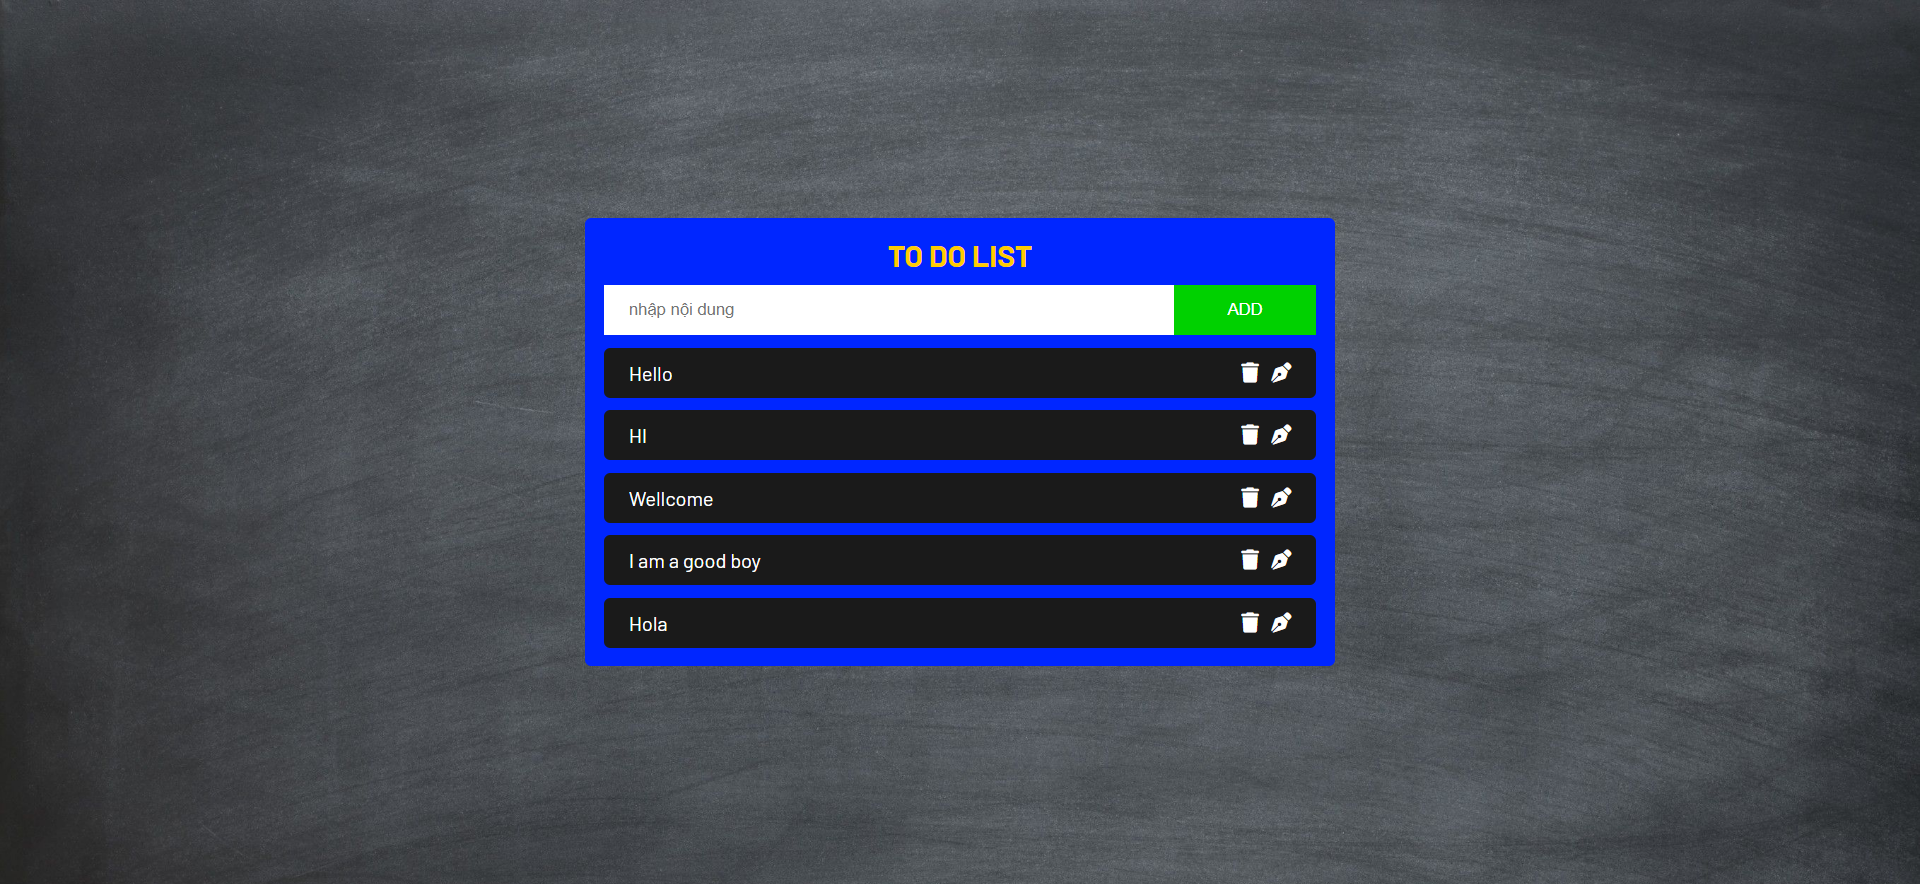 TO DO LIST
nhập nội dung
ADD
Hello
HI
Wellcome
I am a good boy
Hola